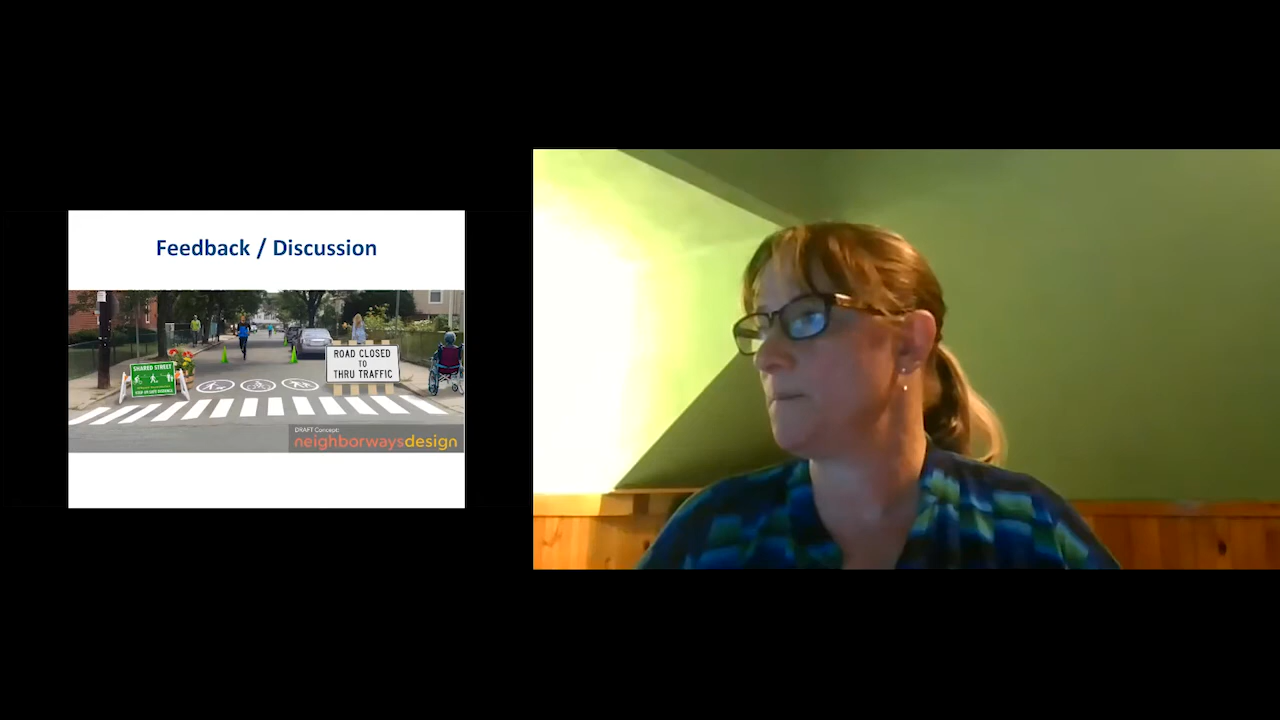 Feedback / Discussion
SHARED STREET
ROAD CLOSED
TO
THRU TRAFFIC
DRAFT Concept:
neighborwaysdesign